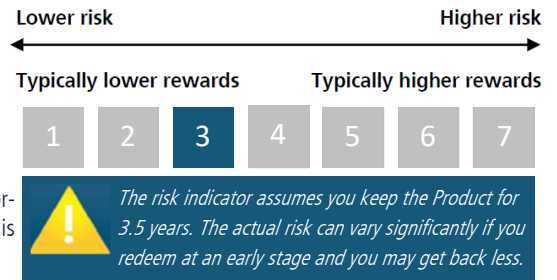 Lower risk Higher risk
Typically lower rewards Typically higher rewards
1 2 3 4 5 6 7
or-
is
The risk indicator assumes you keep the Product for
3.5 years. The actual risk can vary significantly if you
redeem at an early stage and you may get back less.